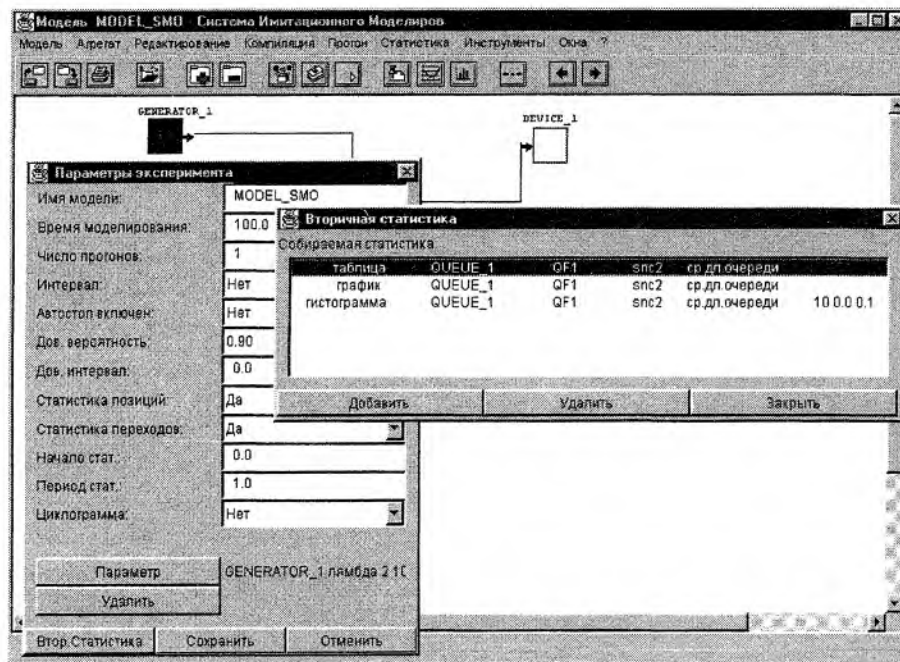 Модель MODEL_SMO - Система Имитационного Моделиров
Модель Агрегат Редактирование Компиляция Прогон Статистика Инструменты Окна ?
GENERATOR_1
DEVICE_1
Параметры эксперимента
Имя модели: MODEL_SMO
Время моделирования: 100.0
Число прогонов: 1
Интервал: Нет
Автостоп включен: Нет
Дов. вероятность: 0.90
Дов. интервал: 0.0
Статистика позиций: Да
Статистика переходов: Да
Начало стат.: 0.0
Период стат.: 1.0
Циклограмма: Нет
Параметр GENERATOR_1 лямбда 2 10
Удалить
Втор.Статистика Сохранить Отменить
Вторичная статистика
Собираемая статистика
таблица QUEUE_1 QF1 snc2 ср.дл.очереди
график QUEUE_1 QF1 snc2 ср.дл.очереди
гистограмма QUEUE_1 QF1 snc2 ср.дл.очереди 10 0.0 0.1
Добавить Удалить Закрыть